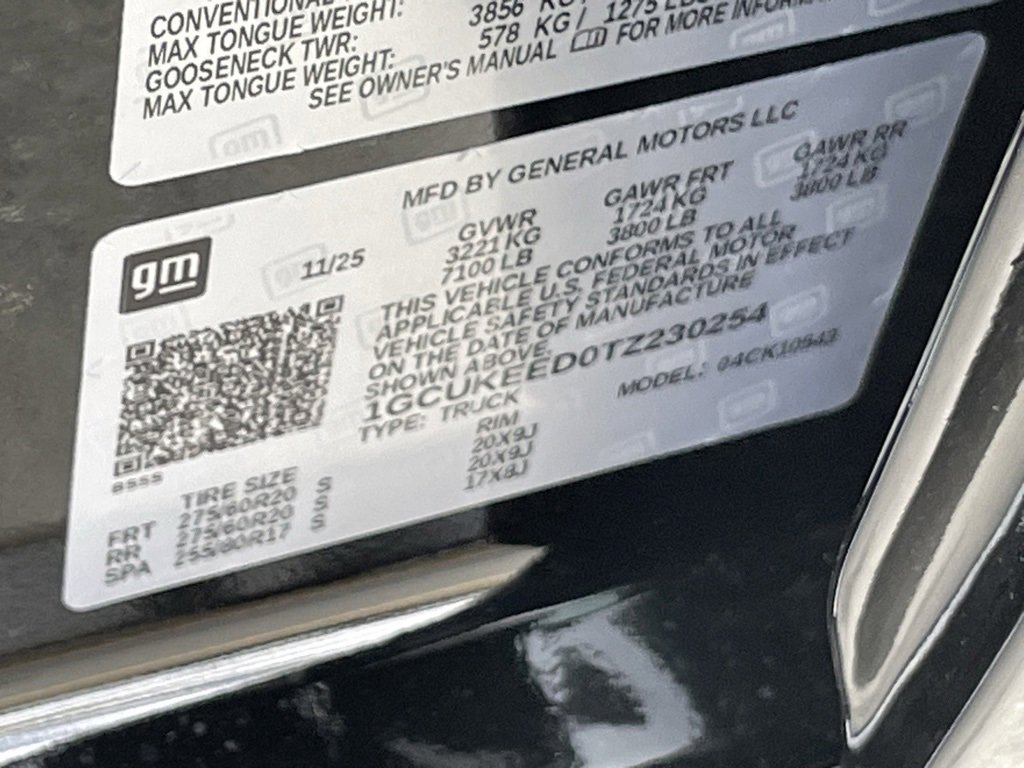 CONVENTIONAL
MAX TONGUE WEIGHT: 3856
GOOSENECK TWR: 578 KG/ 1275
MAX TONGUE WEIGHT:
SEE OWNER'S MANUAL FOR MORE
MFD BY GENERAL MOTORS LLC
gm
11/25
GVWR GAWR FRT GAWR RR
3221 KG 1724 KG 1724 KG
7100 LB 3800 LB 3800 LB
THIS VEHICLE CONFORMS TO ALL
APPLICABLE U.S. FEDERAL MOTOR
VEHICLE SAFETY STANDARDS IN EFFECT
ON THE DATE OF MANUFACTURE
SHOWN ABOVE.
1GCUKEED0TZ230254
TYPE: TRUCK MODEL: 04CK10543
TIRE SIZE RIM
FRT 275/60R20 S 20X9J
RR 275/60R20 S 20X9J
SPA 255/80R17 S 17X8J